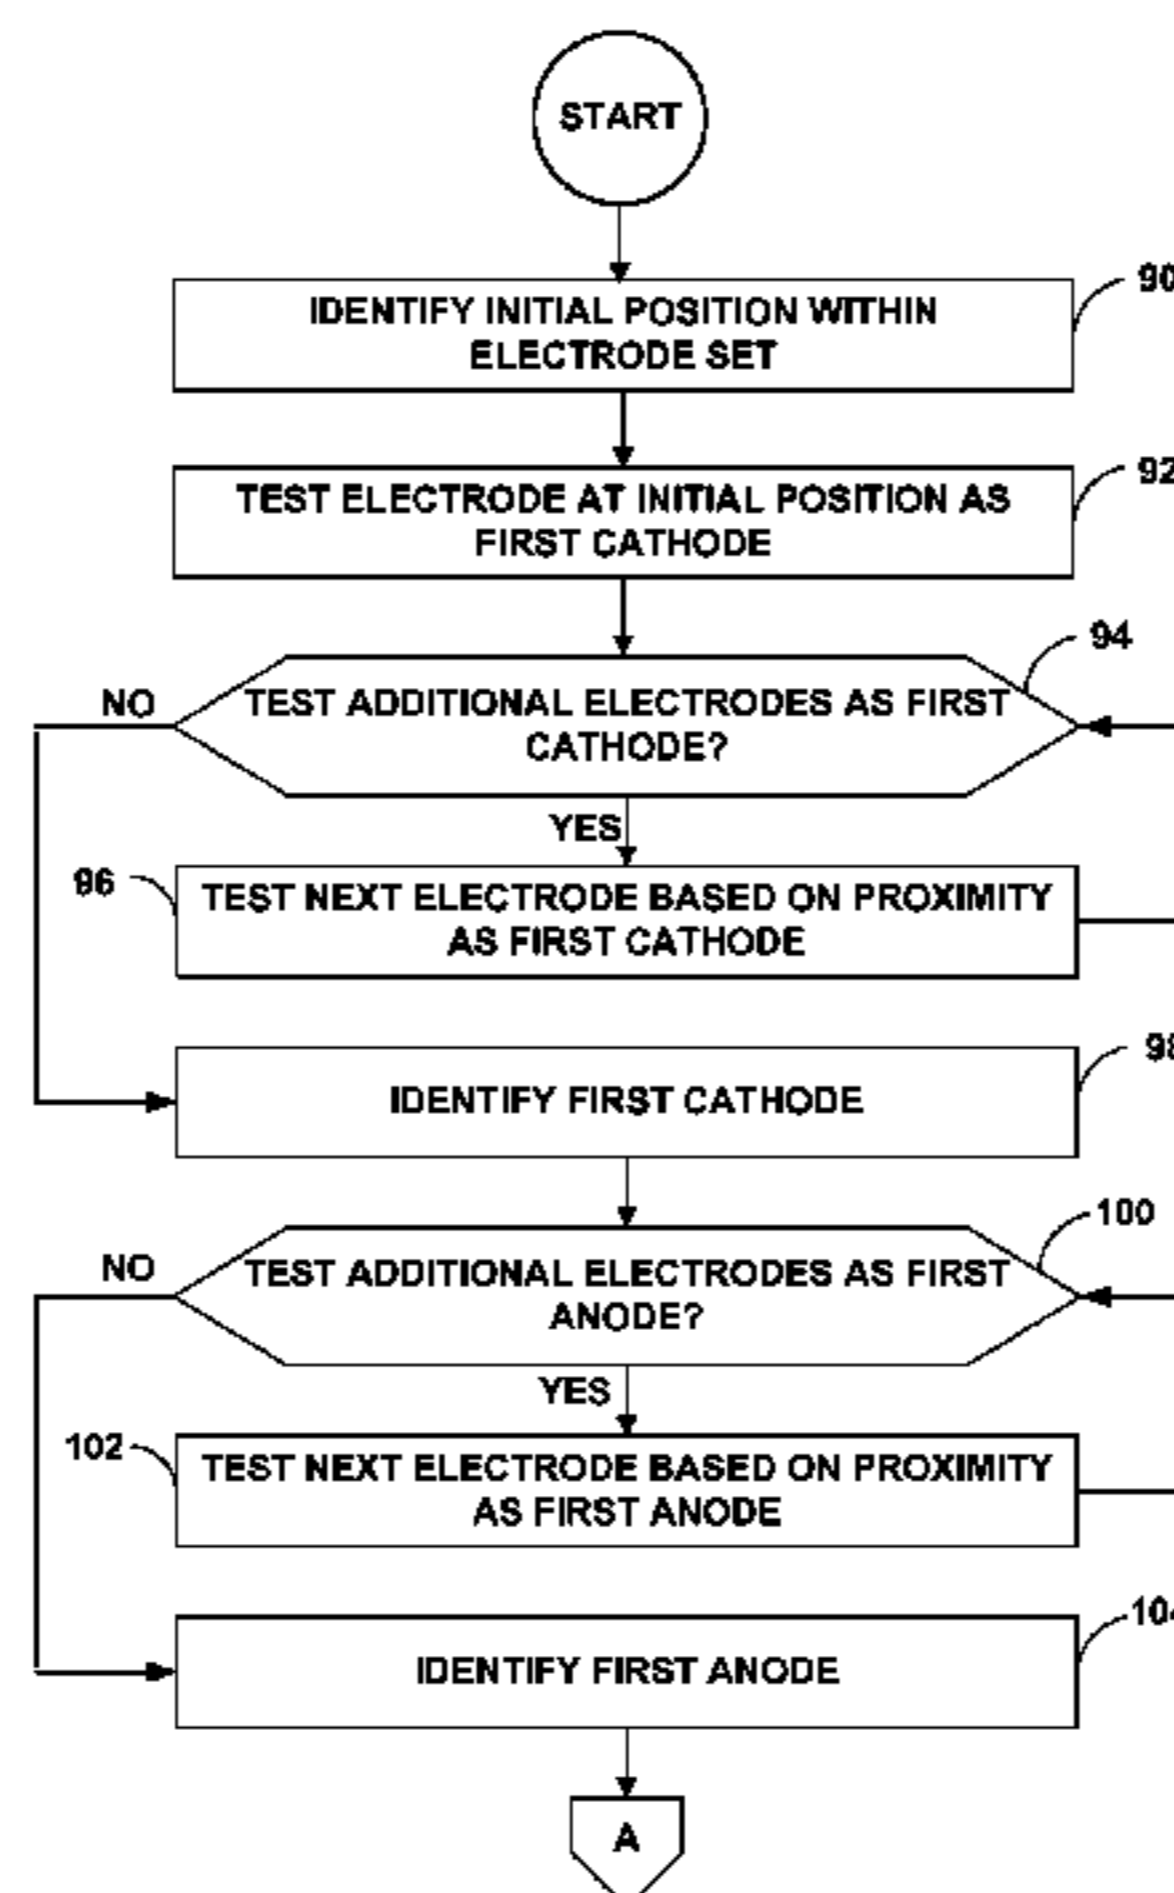 START
90
IDENTIFY INITIAL POSITION WITHIN
ELECTRODE SET
92
TEST ELECTRODE AT INITIAL POSITION AS
FIRST CATHODE
94
NO
TEST ADDITIONAL ELECTRODES AS FIRST
CATHODE?
YES
96
TEST NEXT ELECTRODE BASED ON PROXIMITY
AS FIRST CATHODE
98
IDENTIFY FIRST CATHODE
100
NO
TEST ADDITIONAL ELECTRODES AS FIRST
ANODE?
YES
102
TEST NEXT ELECTRODE BASED ON PROXIMITY
AS FIRST ANODE
104
IDENTIFY FIRST ANODE
A